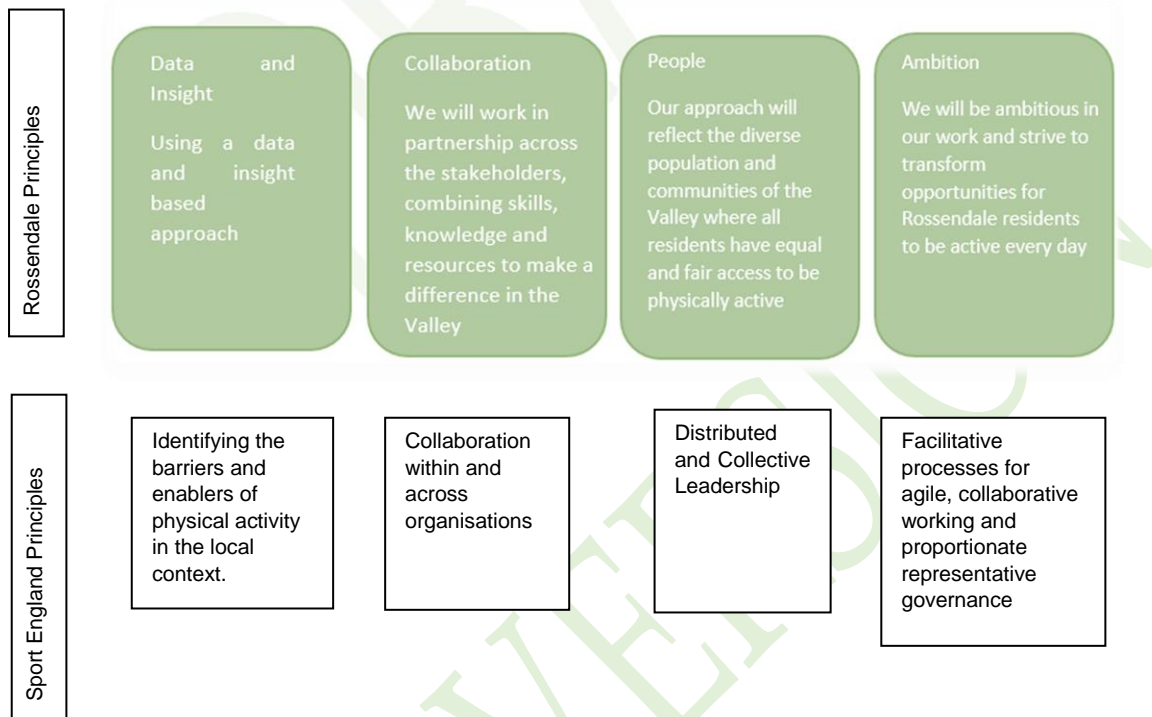 Rossendale Principles
Data and
Insight
Using a data
and insight
based
approach
Collaboration
We will work in
partnership across
the stakeholders,
combining skills,
knowledge and
resources to make a
difference in the
Valley
People
Our approach will
reflect the diverse
population and
communities of the
Valley where all
residents have equal
and fair access to be
physically active
Ambition
We will be ambitious in
our work and strive to
transform
opportunities for
Rossendale residents
to be active every day
Sport England Principles
Identifying the
barriers and
enablers of
physical activity
in the local
context.
Collaboration
within and
across
organisations
Distributed
and Collective
Leadership
Facilitative
processes for
agile, collaborative
working and
proportionate
representative
governance